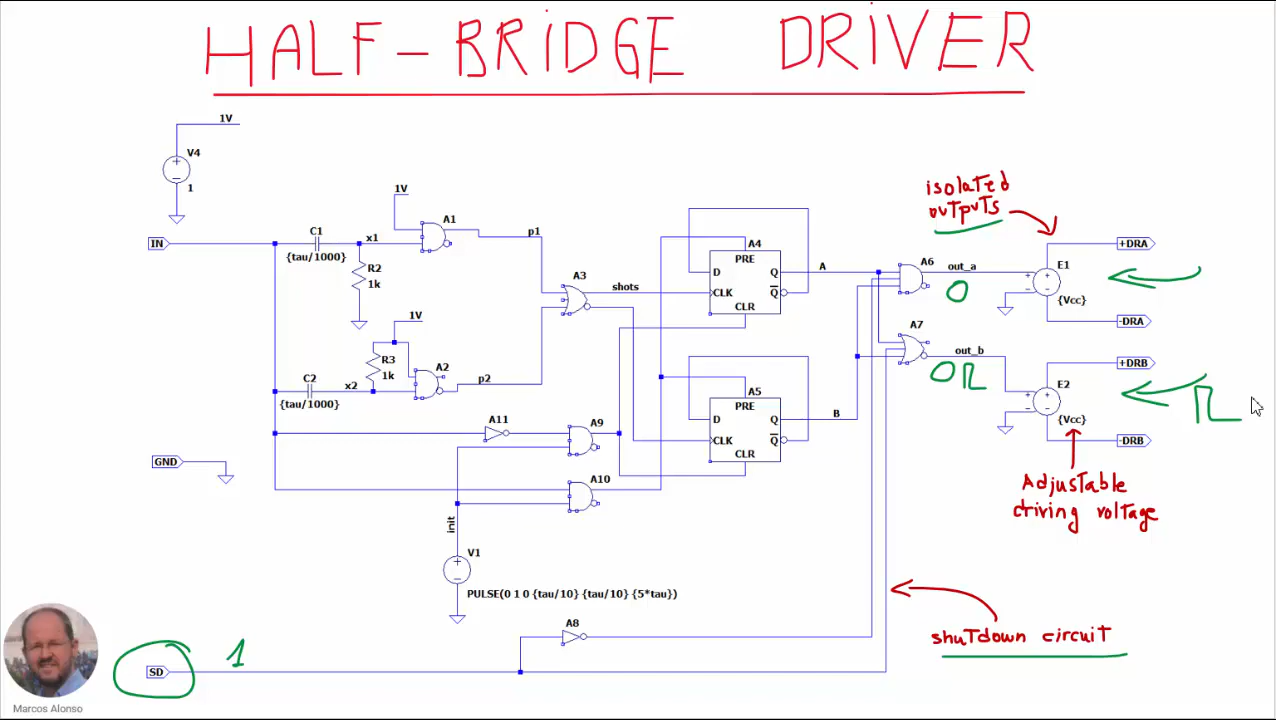 HALF-BRIDGE DRIVER
1V
V4
1
IN
C1
{tau/1000}
x1
R2
1k
1V
A1
p1
A3
shots
A4
PRE
D
Q
CLK
Q
CLR
A
A6
out_a
0
isolated
outputs
E1
{Vcc}
+DRA
-DRA
1V
R3
1k
C2
{tau/1000}
x2
A2
p2
A5
PRE
D
Q
CLK
Q
CLR
B
A7
out_b
0
E2
{Vcc}
+DRB
-DRB
Adjustable
driving voltage
A11
A9
A10
GND
init
V1
PULSE(0 1 0 {tau/10} {tau/10} {5*tau})
A8
shutdown circuit
SD
1
Marcos Alonso